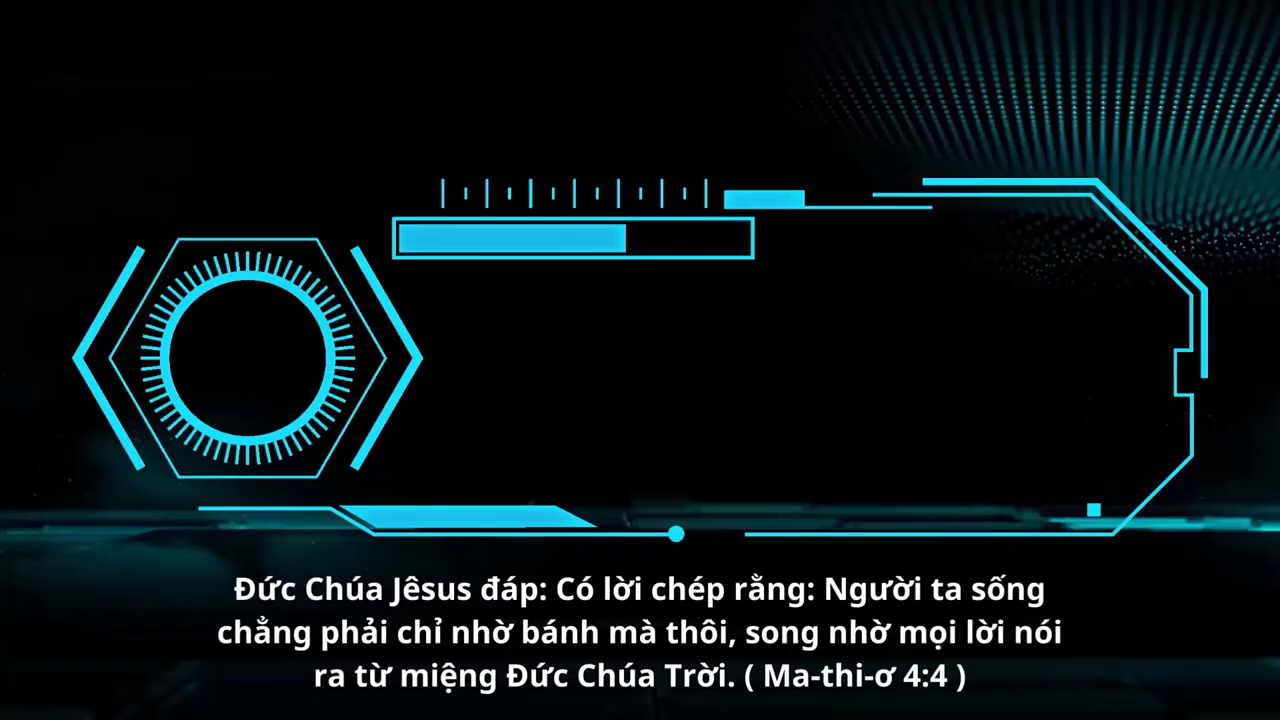 Đức Chúa Jêsus đáp: Có lời chép rằng: Người ta sống
chẳng phải chỉ nhờ bánh mà thôi, song nhờ mọi lời nói
ra từ miệng Đức Chúa Trời. ( Ma-thi-ơ 4:4 )